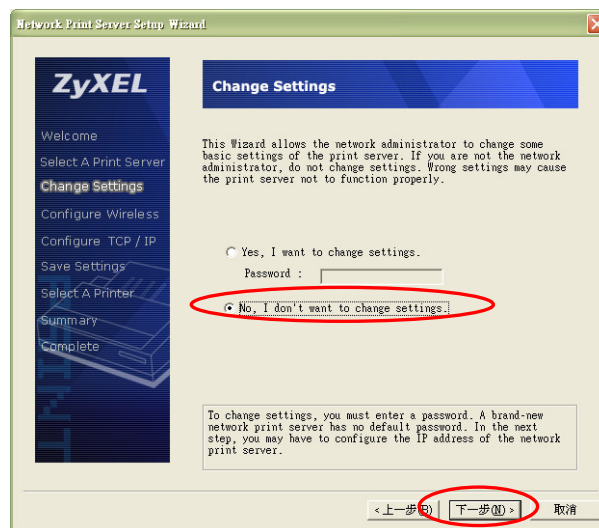 Network Print Server Setup Wizard
ZyXEL
Change Settings
Welcome
Select A Print Server
Change Settings
Configure Wireless
Configure TCP / IP
Save Settings
Select A Printer
Summary
Complete
PRINT
This Wizard allows the network administrator to change some
basic settings of the print server. If you are not the network
administrator, do not change settings. Wrong settings may cause
the print server not to function properly.
Yes, I want to change settings.
Password :
No, I don't want to change settings.
To change settings, you must enter a password. A brand-new
network print server has no default password. In the next
step, you may have to configure the IP address of the network
print server.
<上一步(B) 下一步(N) > 取消